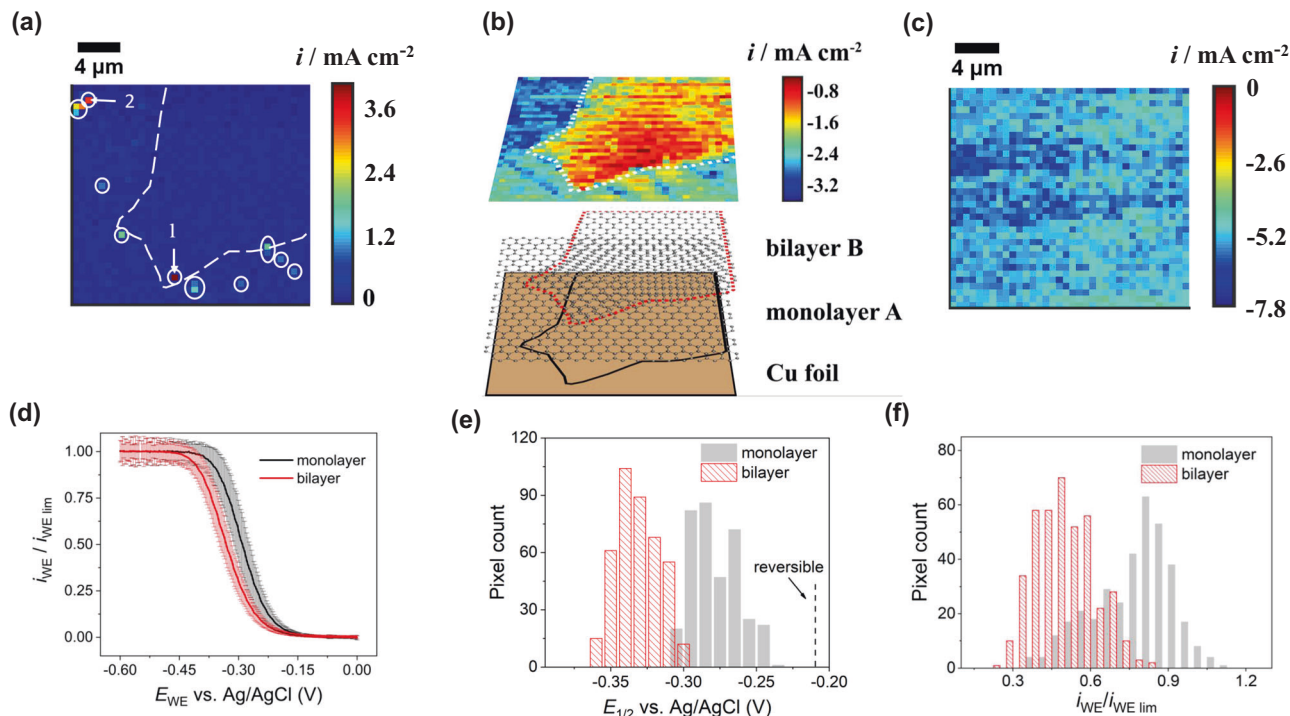 (a)
4 μm
i / mA cm-2
2
1
3.6
2.4
1.2
0
(b)
i / mA cm-2
-0.8
-1.6
-2.4
-3.2
bilayer B
monolayer A
Cu foil
(c)
4 μm
i / mA cm-2
0
-2.6
-5.2
-7.8
(d)
iWE / iWE lim
1.00
0.75
0.50
0.25
0.00
monolayer
bilayer
-0.60 -0.45 -0.30 -0.15 0.00
EWE vs. Ag/AgCl (V)
(e)
Pixel count
120
90
60
30
0
monolayer
bilayer
reversible
-0.35 -0.30 -0.25 -0.20
E1/2 vs. Ag/AgCl (V)
(f)
Pixel count
80
60
40
20
0
monolayer
bilayer
0.3 0.6 0.9 1.2
iWE/iWE lim